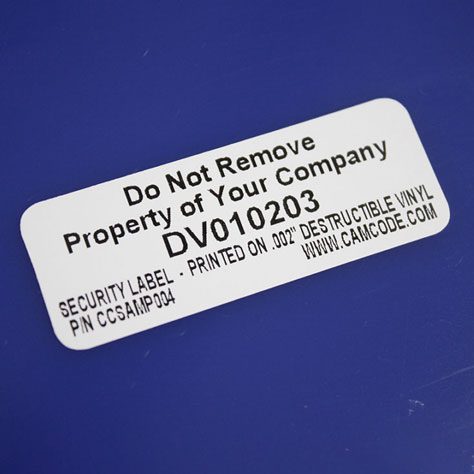 Do Not Remove
Property of Your Company
DV010203
SECURITY LABEL - PRINTED ON .002" DESTRUCTIBLE VINYL
P/N CCSAMP004 WWW.CAMCODE.COM